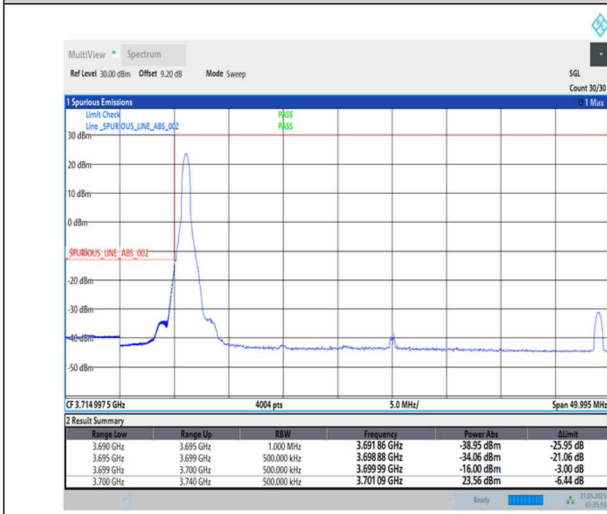 MultiView Spectrum
Ref Level 30.00 dBm Offset 9.20 dB Mode Sweep SGL
Count 30/30
1 Spurious Emissions 1 Max
Limit Check PASS
Line _SPURIOUS_LINE_ABS_002 PASS
30 dBm
20 dBm
10 dBm
0 dBm
SPURIOUS_LINE_ABS_002
-20 dBm
-30 dBm
-40 dBm
-50 dBm
CF 3.714 997 5 GHz 4004 pts 5.0 MHz/ Span 49.995 MHz
2 Result Summary
Range Low Range Up RBW Frequency Power Abs ΔLimit
3.690 GHz 3.695 GHz 1.000 MHz 3.691 86 GHz -38.95 dBm -25.95 dB
3.695 GHz 3.699 GHz 500.000 kHz 3.698 88 GHz -34.06 dBm -21.06 dB
3.699 GHz 3.700 GHz 500.000 kHz 3.699 99 GHz -16.00 dBm -3.00 dB
3.700 GHz 3.740 GHz 500.000 kHz 3.701 09 GHz 23.56 dBm -6.44 dB
Ready